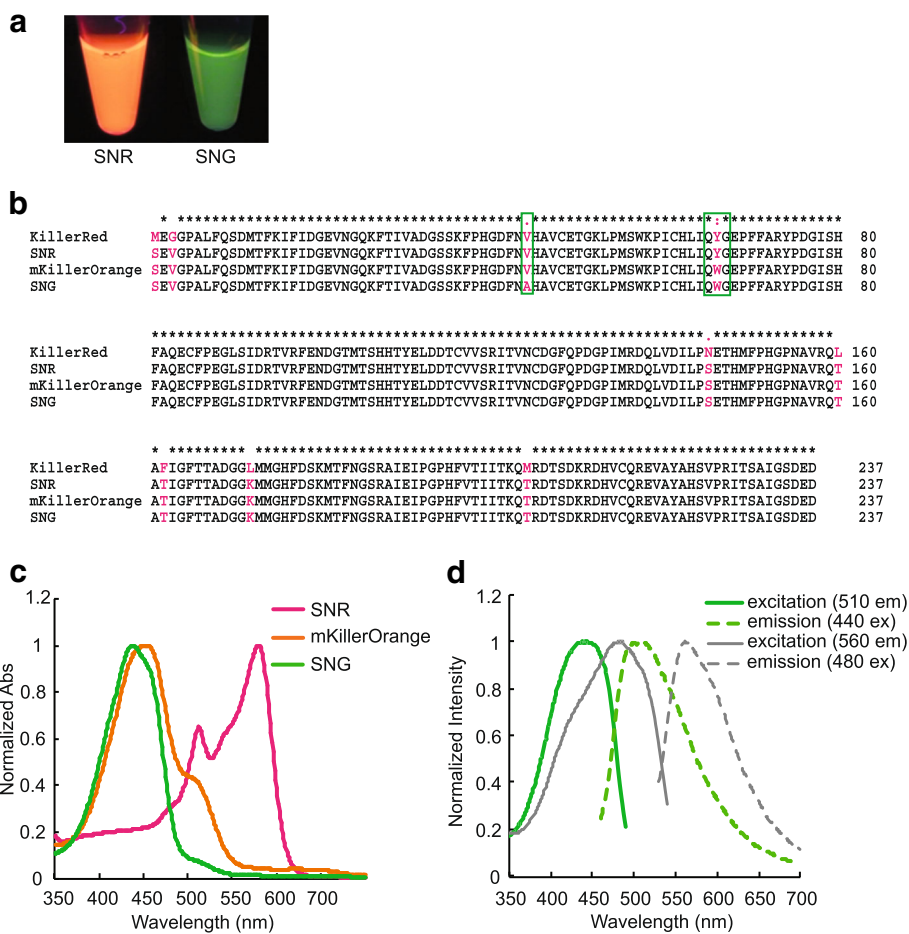 a
SNR SNG
b
* ******************************************.*****************:**************
KillerRed MEGGPALFQSDMTFKIFIDGEVNGQKFTIVADGSSKFPHGDFNVHAVCETGKLPMSWKPICHLIQYGEPFFARYPDGISH 80
SNR SEVGPALFQSDMTFKIFIDGEVNGQKFTIVADGSSKFPHGDFNVHAVCETGKLPMSWKPICHLIQYGEPFFARYPDGISH 80
mKillerOrange SEVGPALFQSDMTFKIFIDGEVNGQKFTIVADGSSKFPHGDFNVHAVCETGKLPMSWKPICHLIQWGEPFFARYPDGISH 80
SNG SEVGPALFQSDMTFKIFIDGEVNGQKFTIVADGSSKFPHGDFNAHAVCETGKLPMSWKPICHLIQWGEPFFARYPDGISH 80
****************************************************************.**************
KillerRed FAQECFPEGLSIDRTVRFENDGTMTSHHTYELDDTCVVSRITVNCDGFQPDGPIMRDQLVDILPNETHMFPHGPNAVRQL 160
SNR FAQECFPEGLSIDRTVRFENDGTMTSHHTYELDDTCVVSRITVNCDGFQPDGPIMRDQLVDILPSETHMFPHGPNAVRQT 160
mKillerOrange FAQECFPEGLSIDRTVRFENDGTMTSHHTYELDDTCVVSRITVNCDGFQPDGPIMRDQLVDILPSETHMFPHGPNAVRQT 160
SNG FAQECFPEGLSIDRTVRFENDGTMTSHHTYELDDTCVVSRITVNCDGFQPDGPIMRDQLVDILPSETHMFPHGPNAVRQT 160
* ********* ******************************** ***********************************
KillerRed AFIGFTTADGGLMMGHFDSKMTFNGSRAIEIPGPHFVTIITKQMRDTSDKRDHVCQREVAYAHSVPRITSAIGSDED 237
SNR ATIGFTTADGGKMMGHFDSKMTFNGSRAIEIPGPHFVTIITKQTRDTSDKRDHVCQREVAYAHSVPRITSAIGSDED 237
mKillerOrange ATIGFTTADGGKMMGHFDSKMTFNGSRAIEIPGPHFVTIITKQTRDTSDKRDHVCQREVAYAHSVPRITSAIGSDED 237
SNG ATIGFTTADGGKMMGHFDSKMTFNGSRAIEIPGPHFVTIITKQTRDTSDKRDHVCQREVAYAHSVPRITSAIGSDED 237
c
SNR
mKillerOrange
SNG
Normalized Abs
1.2
1
0.8
0.6
0.4
0.2
0
350 400 450 500 550 600 650 700
Wavelength (nm)
d
excitation (510 em)
emission (440 ex)
excitation (560 em)
emission (480 ex)
Normalized Intensity
1.2
1
0.8
0.6
0.4
0.2
0
350 400 450 500 550 600 650 700
Wavelength (nm)